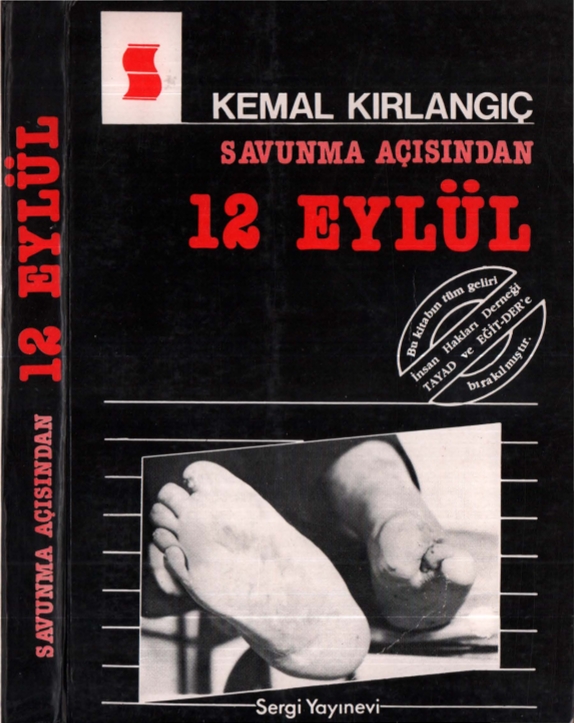 SAVUNMA AÇISINDAN 12 EYLÜL
KEMAL KIRLANGIÇ
SAVUNMA AÇISINDAN
12 EYLÜL
Bu kitabın tüm geliri
İnsan Hakları Derneği
TAYAD ve EĞİT-DER'e
bırakılmıştır.
Sergi Yayınevi